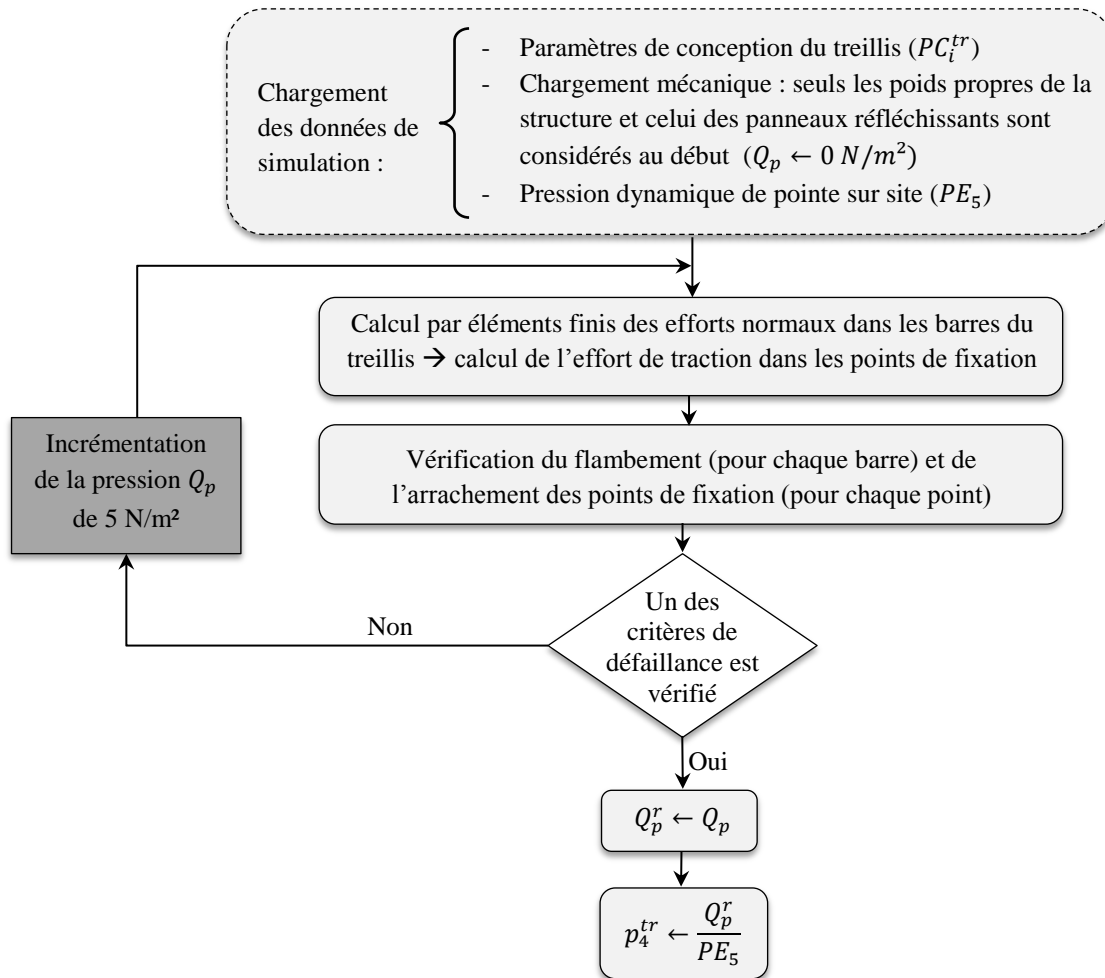 Chargement
des données de
simulation :
- Paramètres de conception du treillis ($PC_i^{tr}$)
- Chargement mécanique : seuls les poids propres de la
structure et celui des panneaux réfléchissants sont
considérés au début ($Q_p \leftarrow 0\ N/m^2$)
- Pression dynamique de pointe sur site ($PE_5$)
Calcul par éléments finis des efforts normaux dans les barres du
treillis → calcul de l’effort de traction dans les points de fixation
Incrémentation
de la pression $Q_p$
de 5 N/m²
Vérification du flambement (pour chaque barre) et de
l’arrachement des points de fixation (pour chaque point)
Un des
critères de
défaillance est
vérifié
Non
Oui
$Q_p^r \leftarrow Q_p$
$p_4^{tr} \leftarrow \frac{Q_p^r}{PE_5}$